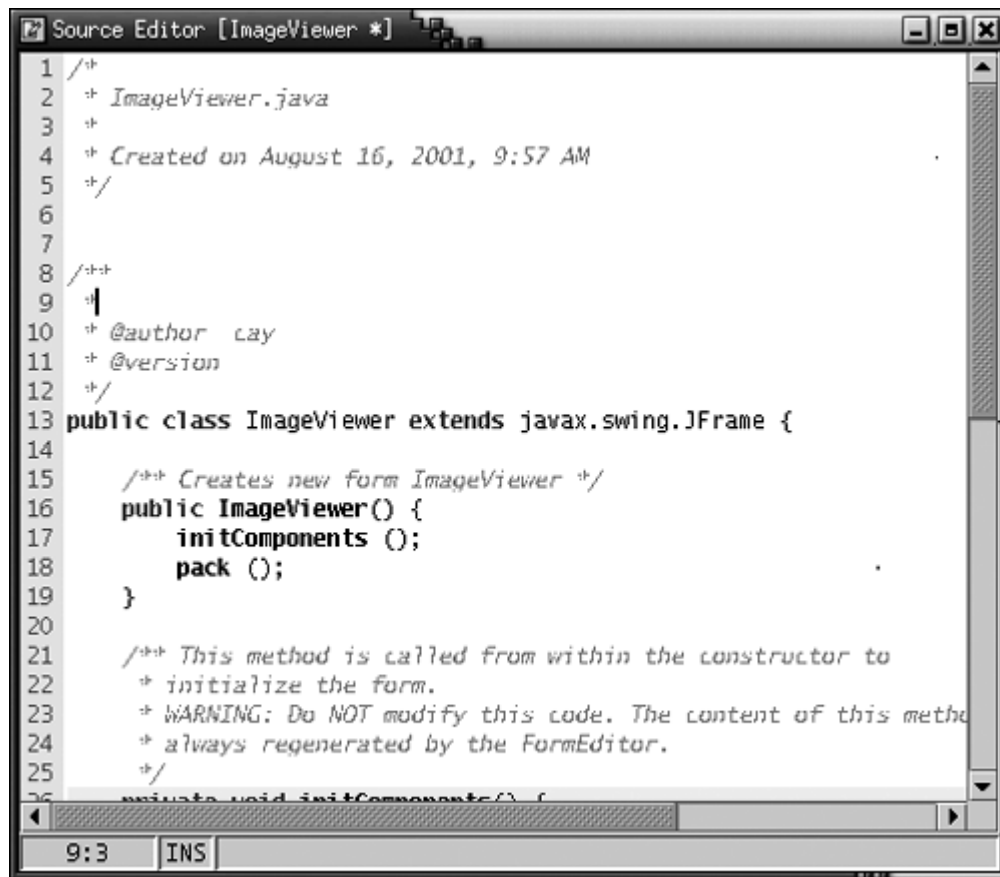 Source Editor [ImageViewer *]
1 /*
2 * ImageViewer.java
3 *
4 * Created on August 16, 2001, 9:57 AM
5 */
6
7
8 /**
9 *
10 * @author cay
11 * @version
12 */
13 public class ImageViewer extends javax.swing.JFrame {
14
15 /** Creates new form ImageViewer */
16 public ImageViewer() {
17 initComponents ();
18 pack ();
19 }
20
21 /** This method is called from within the constructor to
22 * initialize the form.
23 * WARNING: Do NOT modify this code. The content of this metho
24 * always regenerated by the FormEditor.
25 */
26 private void initComponents() {
9:3 INS